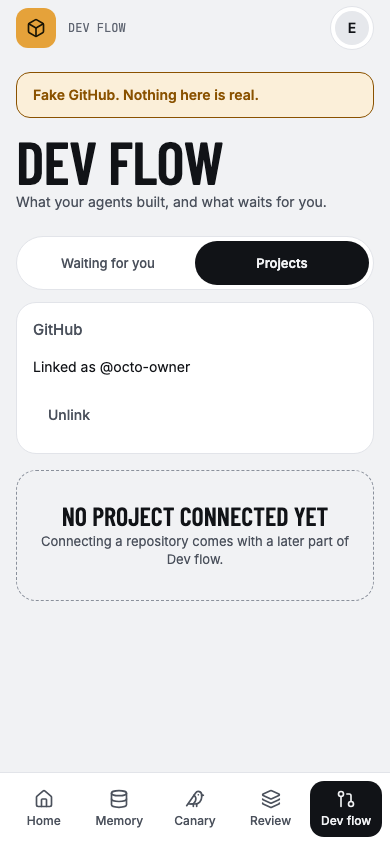 DEV FLOW
E
Fake GitHub. Nothing here is real.
DEV FLOW
What your agents built, and what waits for you.
Waiting for you
Projects
GitHub
Linked as @octo-owner
Unlink
NO PROJECT CONNECTED YET
Connecting a repository comes with a later part of
Dev flow.
Home
Memory
Canary
Review
Dev flow